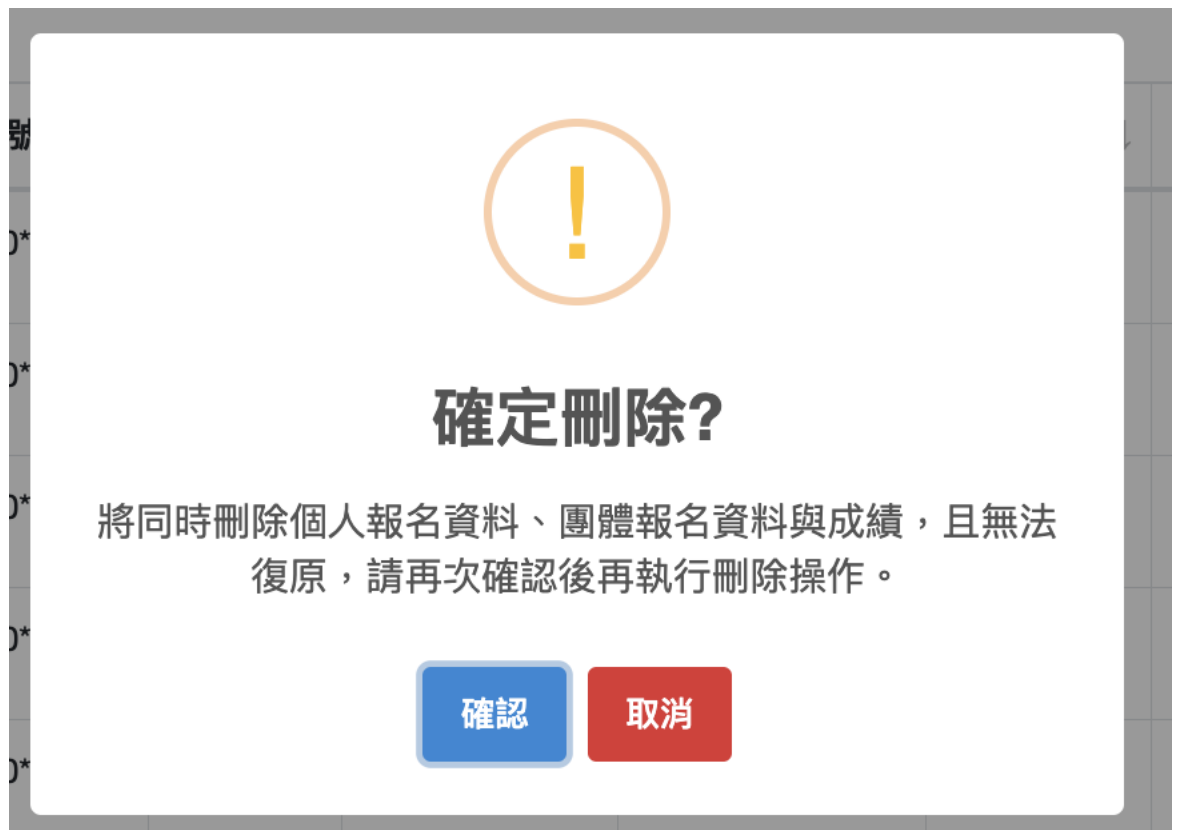 確定刪除?
將同時刪除個人報名資料、團體報名資料與成績，且無法
復原，請再次確認後再執行刪除操作。
確認
取消